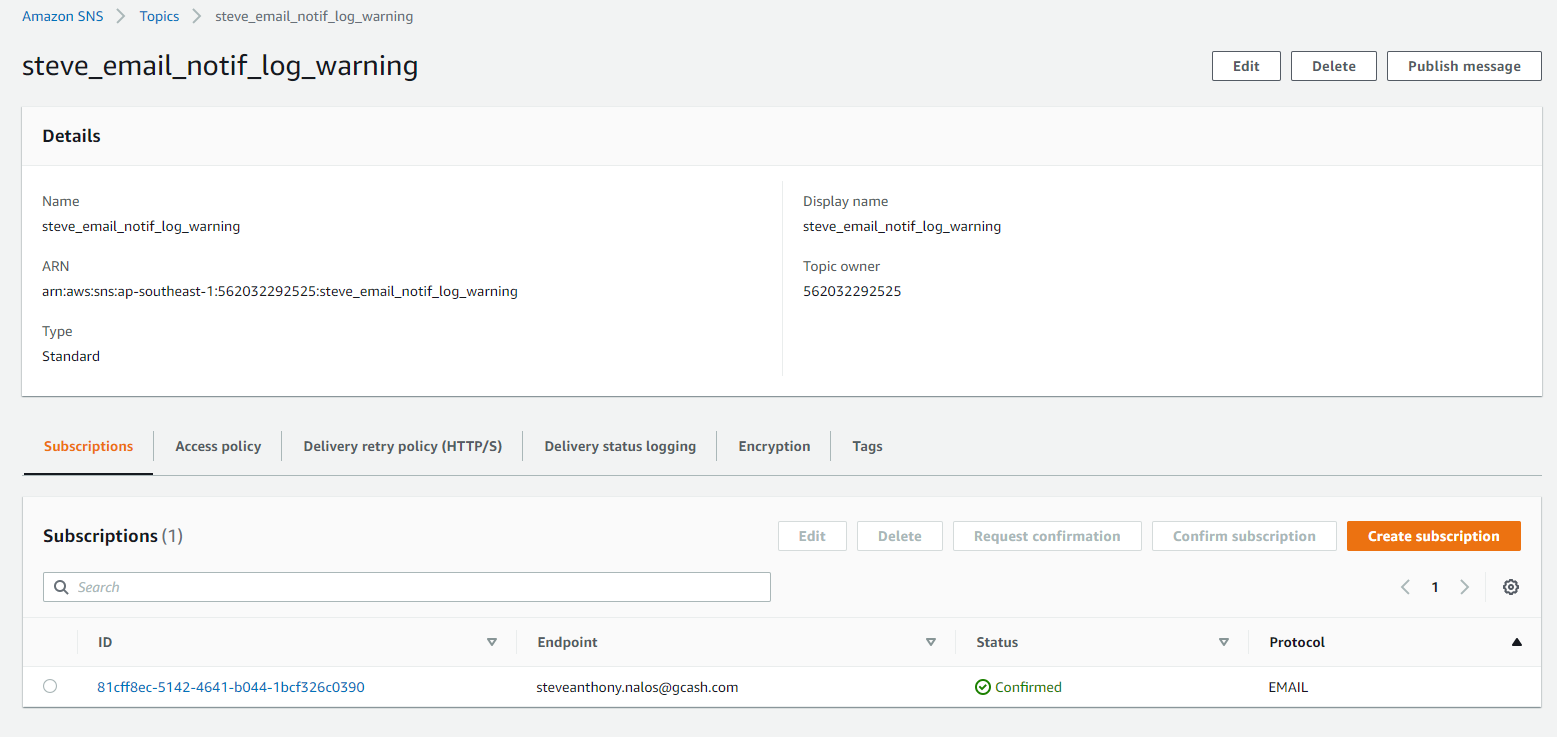 Amazon SNS Topics steve_email_notif_log_warning
steve_email_notif_log_warning
Edit Delete Publish message
Details
Name
steve_email_notif_log_warning
ARN
arn:aws:sns:ap-southeast-1:562032292525:steve_email_notif_log_warning
Type
Standard
Display name
steve_email_notif_log_warning
Topic owner
562032292525
Subscriptions Access policy Delivery retry policy (HTTP/S) Delivery status logging Encryption Tags
Subscriptions (1)
Edit Delete Request confirmation Confirm subscription Create subscription
Search
1
ID Endpoint Status Protocol
81cff8ec-5142-4641-b044-1bcf326c0390 steveanthony.nalos@gcash.com Confirmed EMAIL